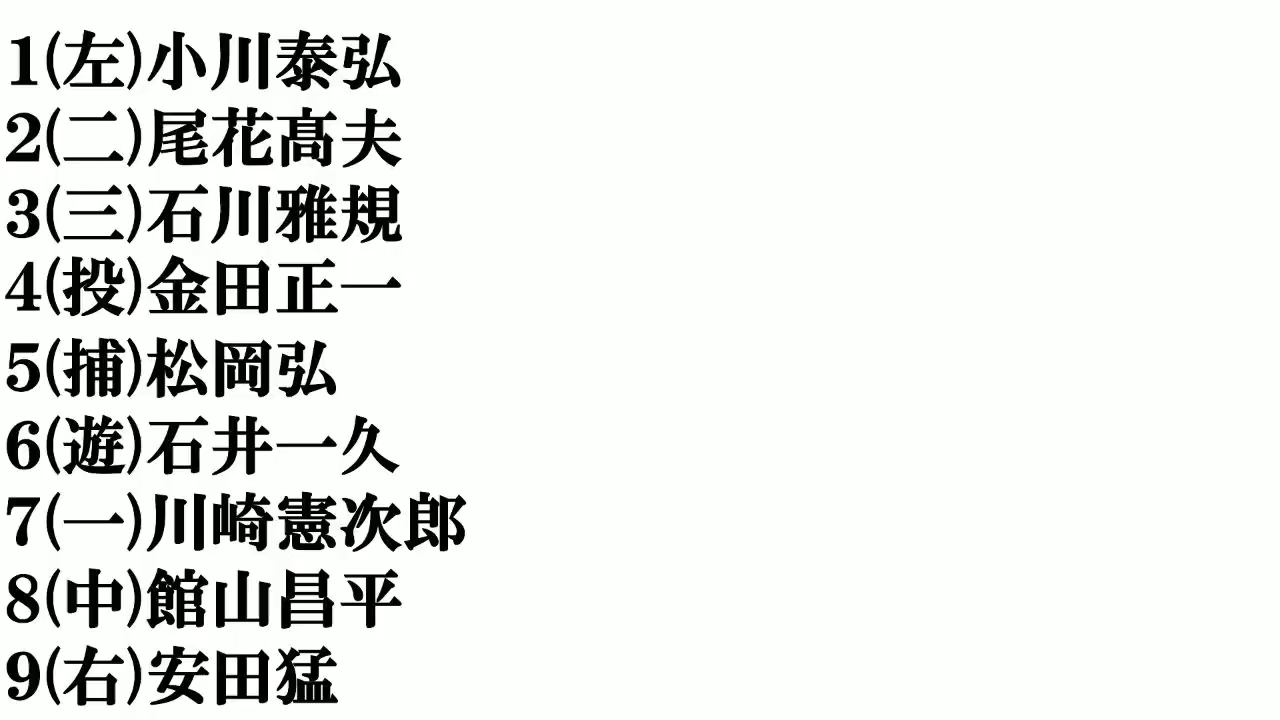 1(左)小川泰弘
2(二)尾花髙夫
3(三)石川雅規
4(投)金田正一
5(捕)松岡弘
6(遊)石井一久
7(一)川崎憲次郎
8(中)館山昌平
9(右)安田猛